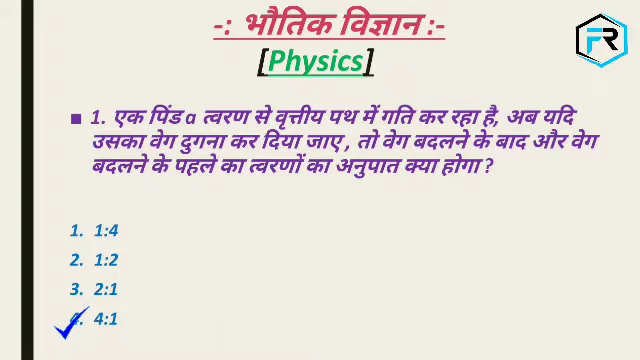 -: भौतिक विज्ञान :-
[Physics]
FR
1. एक पिंड a त्वरण से वृत्तीय पथ में गति कर रहा है, अब यदि
उसका वेग दुगना कर दिया जाए , तो वेग बदलने के बाद और वेग
बदलने के पहले का त्वरणों का अनुपात क्या होगा ?
1. 1:4
2. 1:2
3. 2:1
4. 4:1